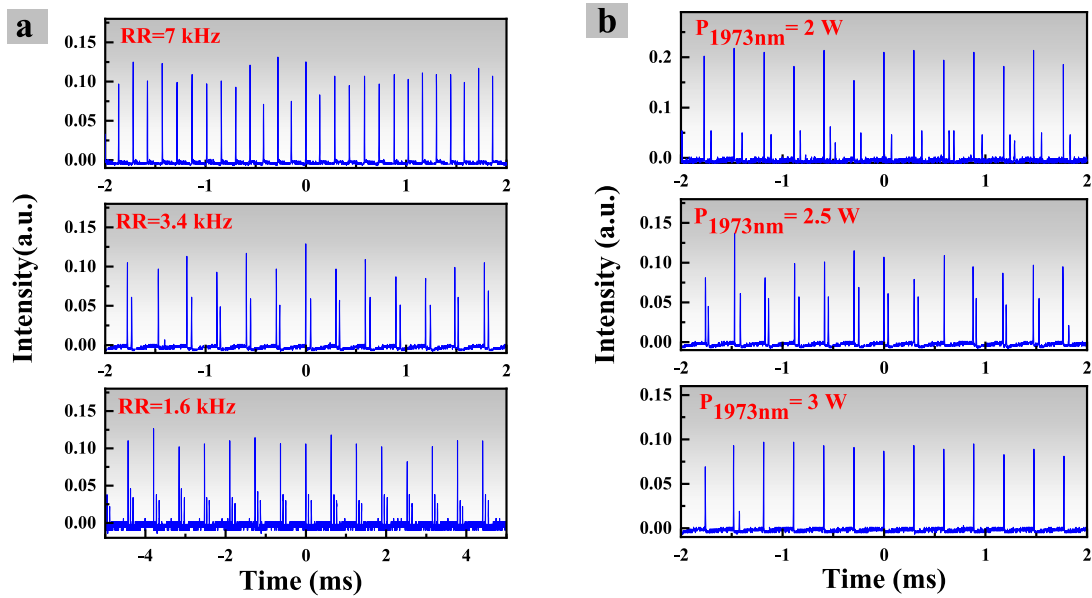 a
Intensity(a.u.)
RR=7 kHz
0.15
0.10
0.05
0.00
-2 -1 0 1 2
RR=3.4 kHz
0.15
0.10
0.05
0.00
-2 -1 0 1 2
RR=1.6 kHz
0.15
0.10
0.05
0.00
-4 -2 0 2 4
Time (ms)
b
Intensity (a.u.)
P1973nm= 2 W
0.2
0.1
0.0
-2 -1 0 1 2
P1973nm= 2.5 W
0.15
0.10
0.05
0.00
-2 -1 0 1 2
P1973nm= 3 W
0.15
0.10
0.05
0.00
-2 -1 0 1 2
Time (ms)